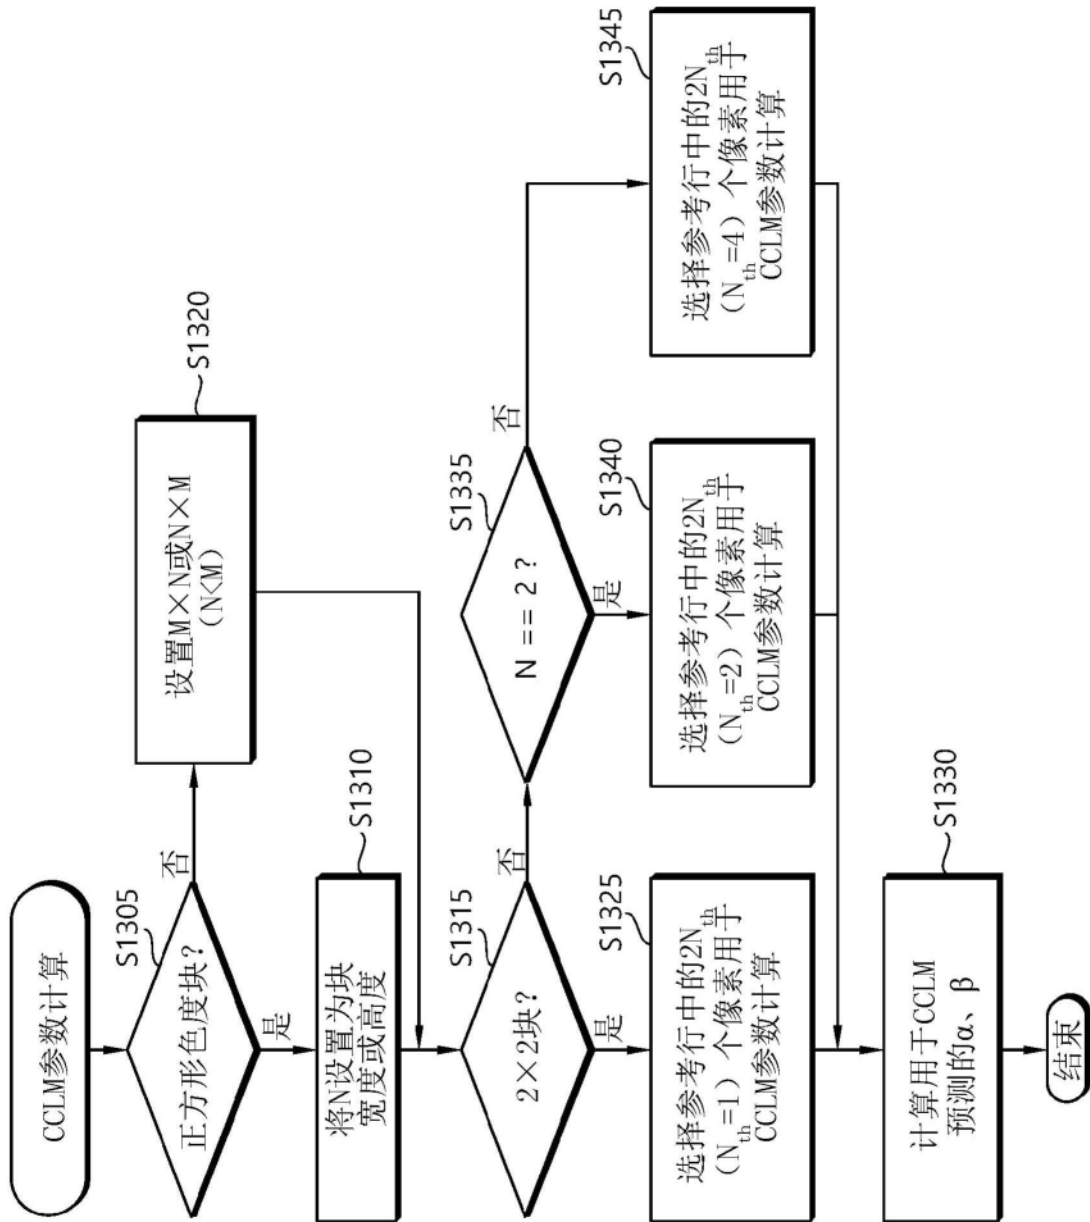 CCLM参数计算
S1305
正方形色度块?
否
是
S1320
设置M×N或N×M
(N<M)
S1310
将N设置为块
宽度或高度
S1315
2×2块?
否
是
S1335
N == 2 ?
否
是
S1325
选择参考行中的2Nth
(Nth=1) 个像素用于
CCLM参数计算
S1340
选择参考行中的2Nth
(Nth=2) 个像素用于
CCLM参数计算
S1345
选择参考行中的2Nth
(Nth=4) 个像素用于
CCLM参数计算
S1330
计算用于CCLM
预测的α、β
结束